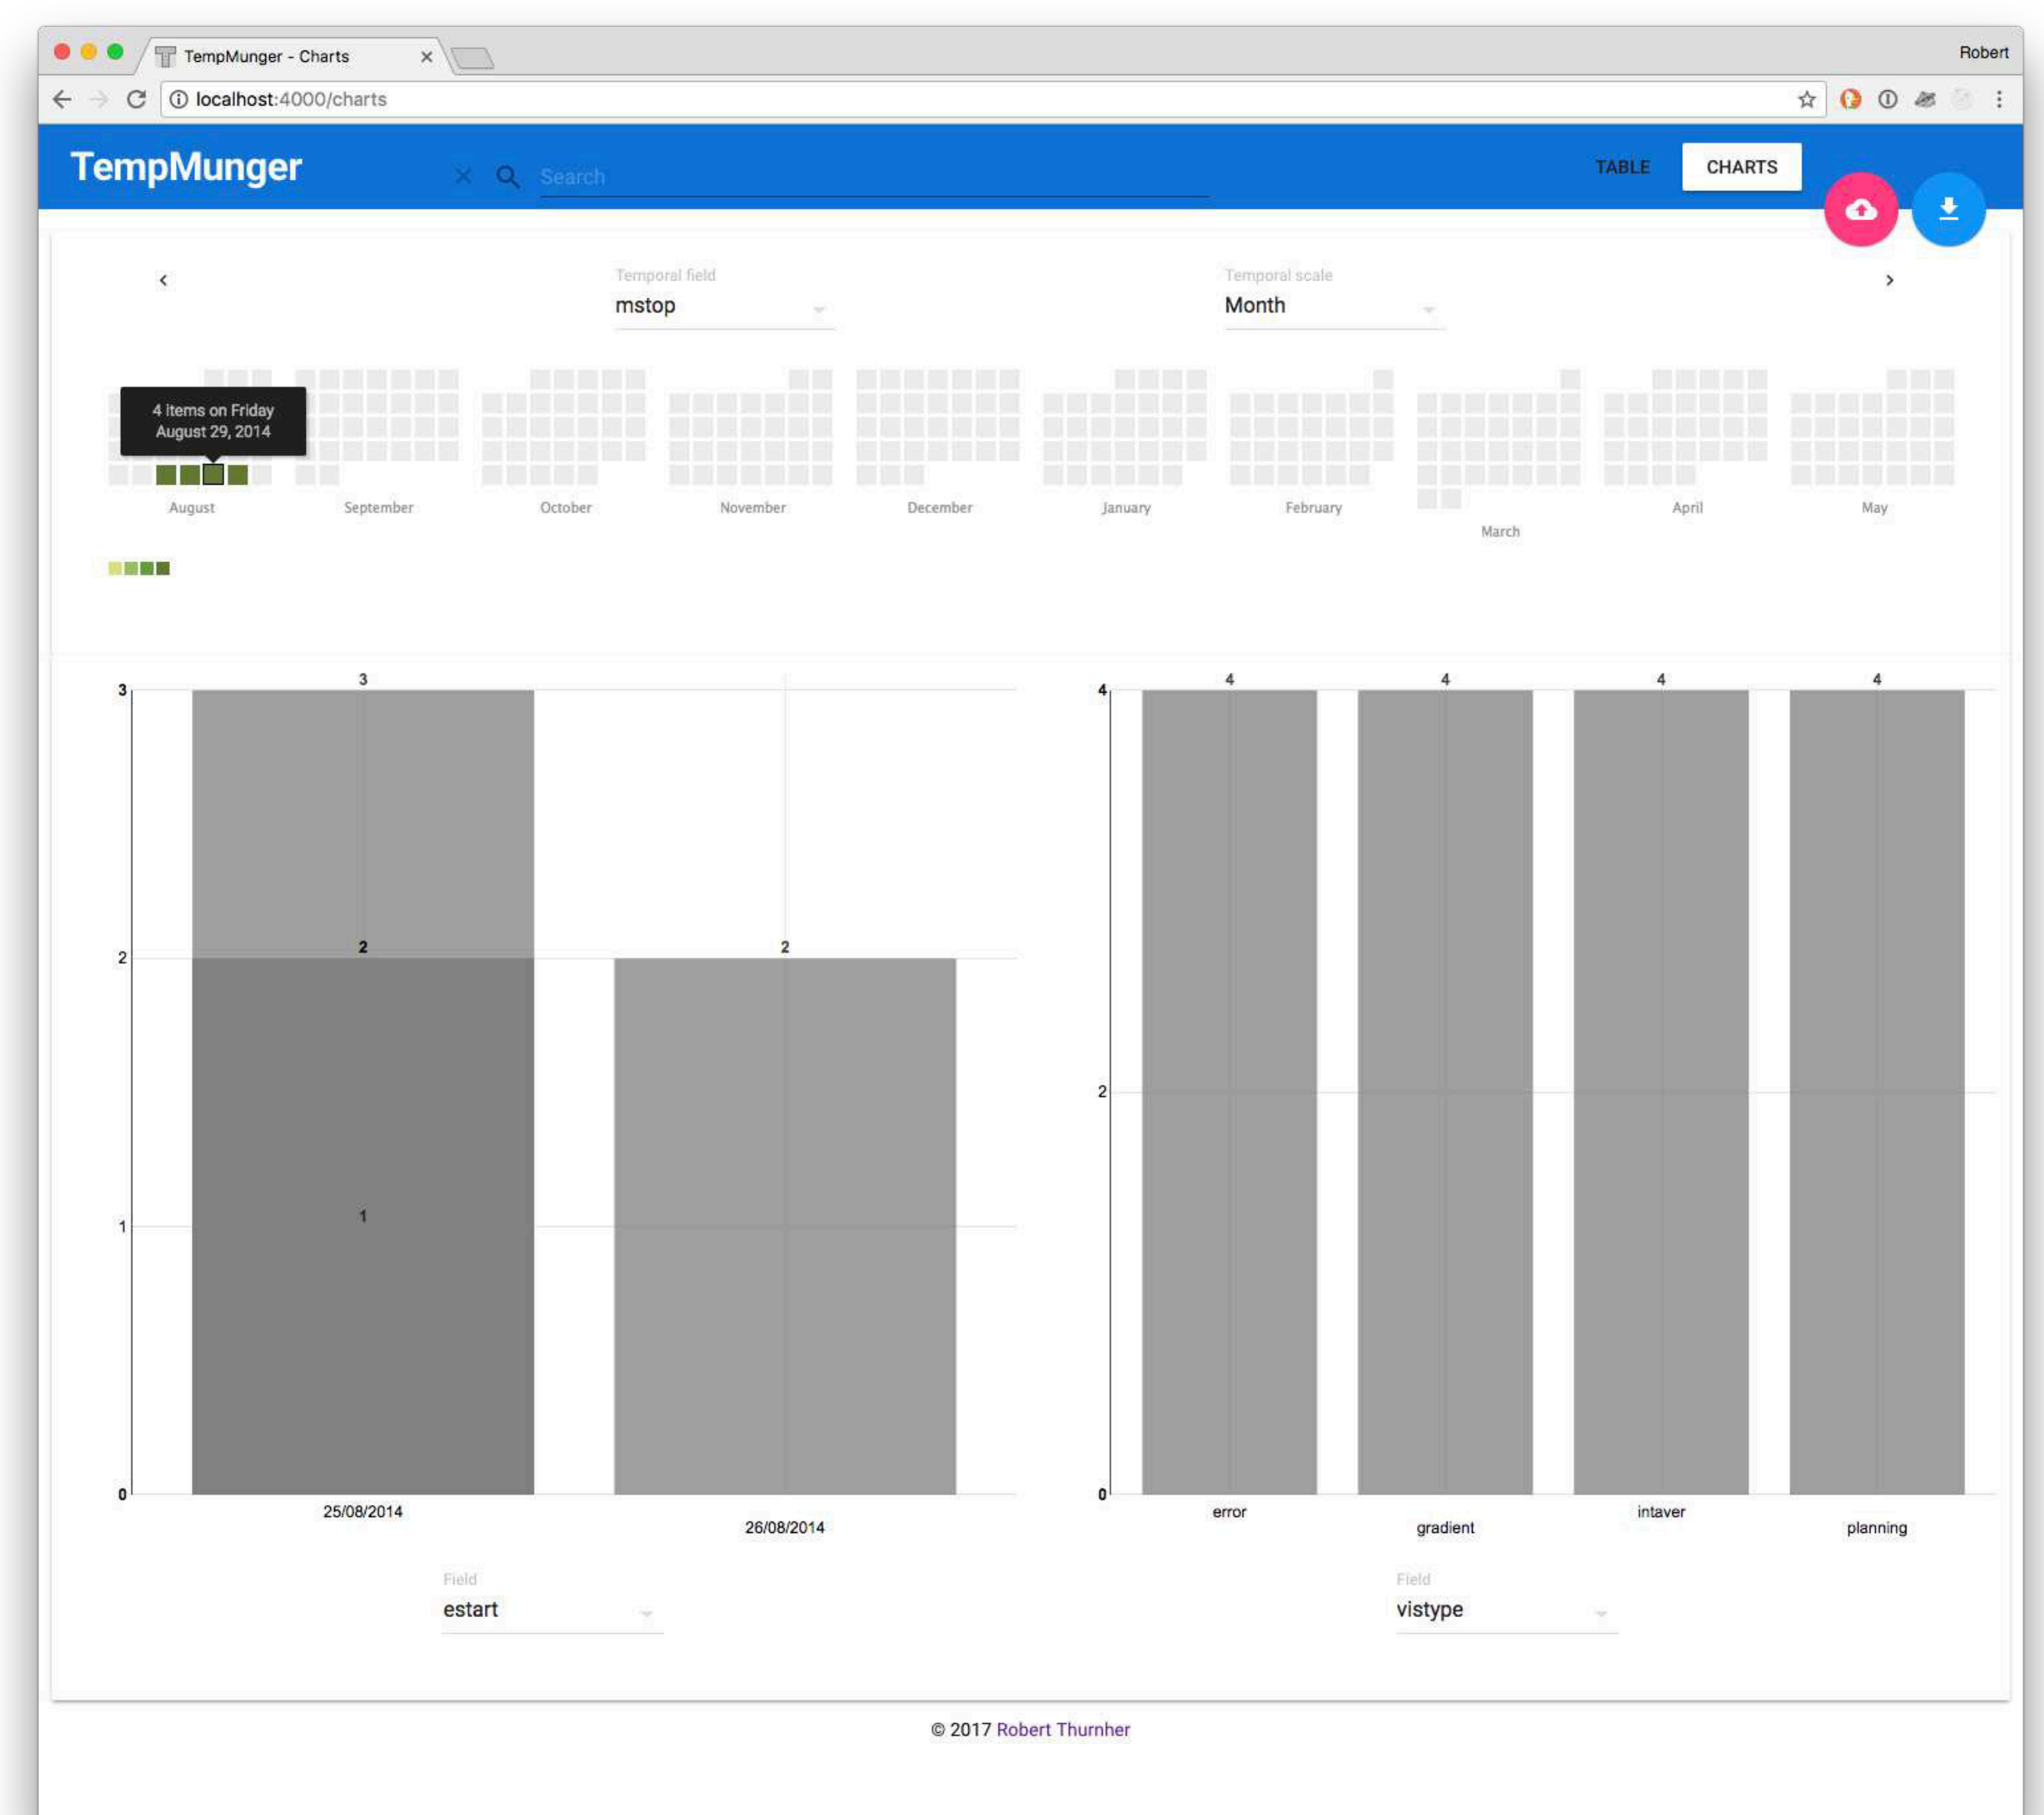 TempMunger - Charts
Robert
localhost:4000/charts
TempMunger
Search
TABLE
CHARTS
Temporal field
mstop
Temporal scale
Month
4 items on Friday
August 29, 2014
August
September
October
November
December
January
February
March
April
May
3
2
1
0
3
2
1
2
25/08/2014
26/08/2014
Field
estart
4
2
0
4
4
4
4
error
gradient
intaver
planning
Field
vistype
© 2017 Robert Thurnher